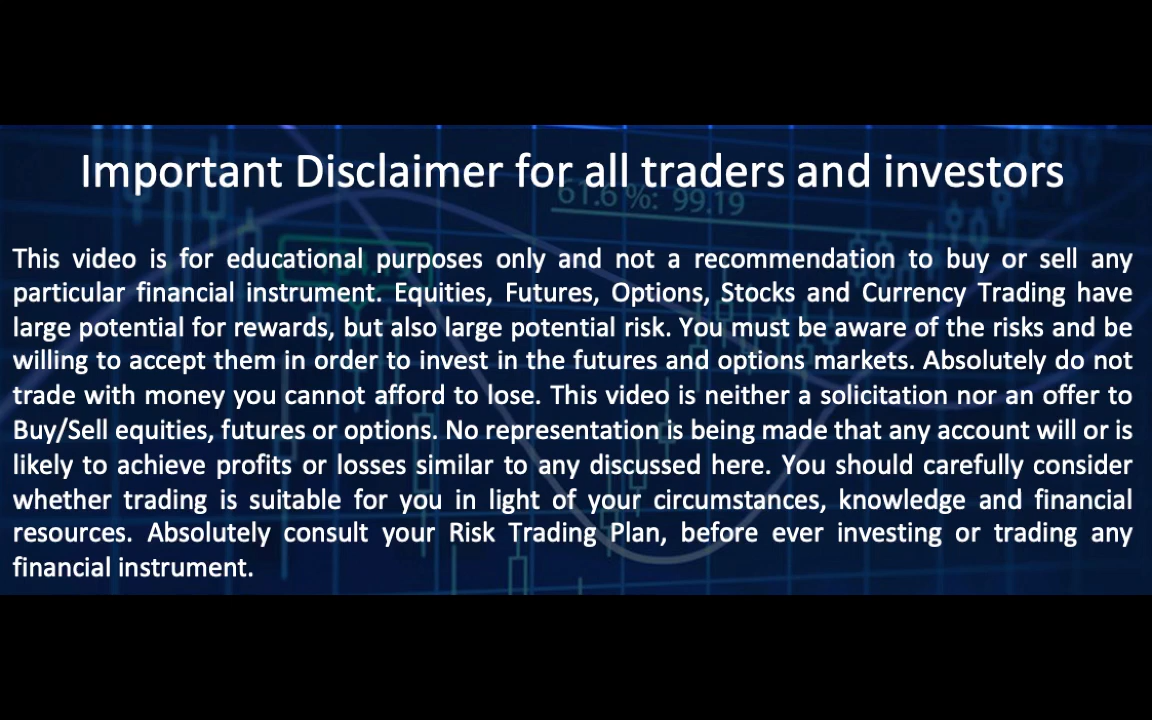 Important Disclaimer for all traders and investors
61.6 %: 99.19
This video is for educational purposes only and not a recommendation to buy or sell any
particular financial instrument. Equities, Futures, Options, Stocks and Currency Trading have
large potential for rewards, but also large potential risk. You must be aware of the risks and be
willing to accept them in order to invest in the futures and options markets. Absolutely do not
trade with money you cannot afford to lose. This video is neither a solicitation nor an offer to
Buy/Sell equities, futures or options. No representation is being made that any account will or is
likely to achieve profits or losses similar to any discussed here. You should carefully consider
whether trading is suitable for you in light of your circumstances, knowledge and financial
resources. Absolutely consult your Risk Trading Plan, before ever investing or trading any
financial instrument.